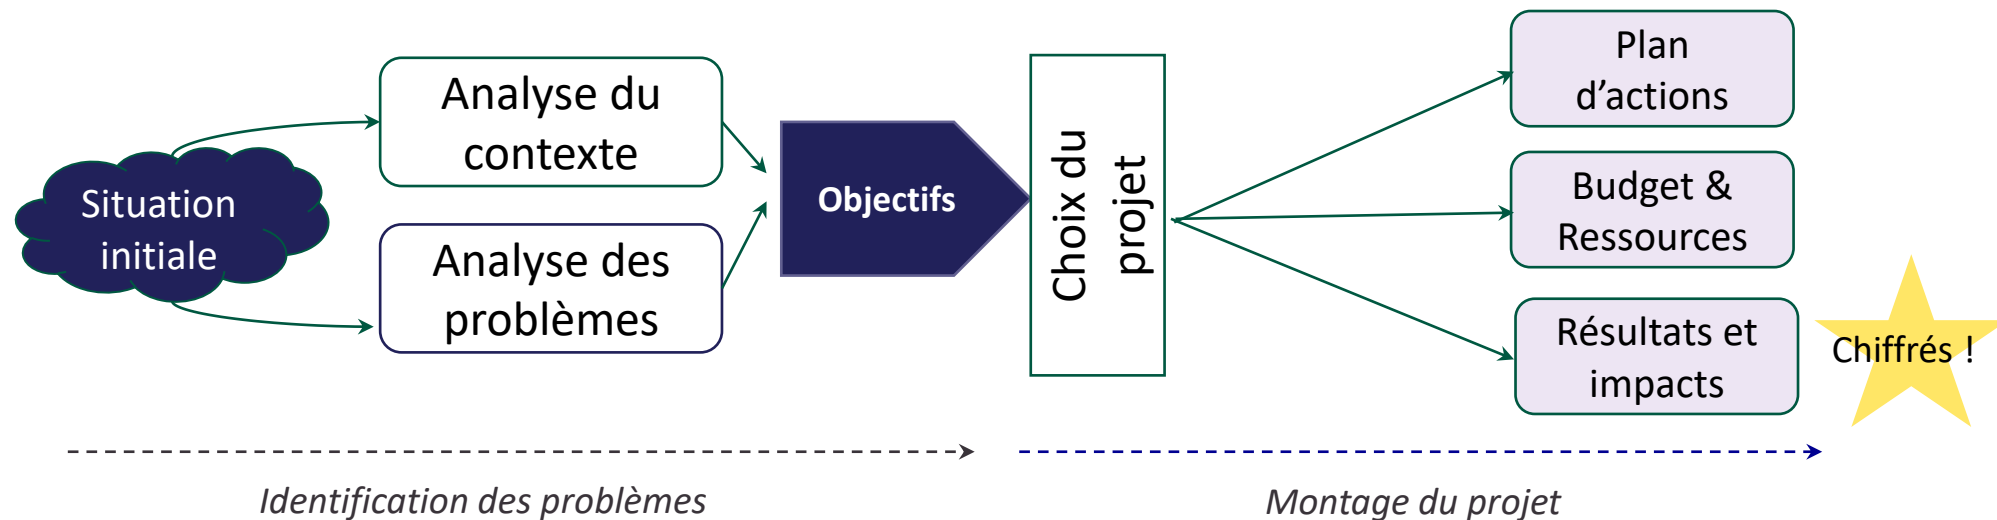 Situation
initiale
Analyse du
contexte
Analyse des
problèmes
Objectifs
Choix du
projet
Plan
d’actions
Budget &
Ressources
Résultats et
impacts
Chiffrés !
Identification des problèmes
Montage du projet